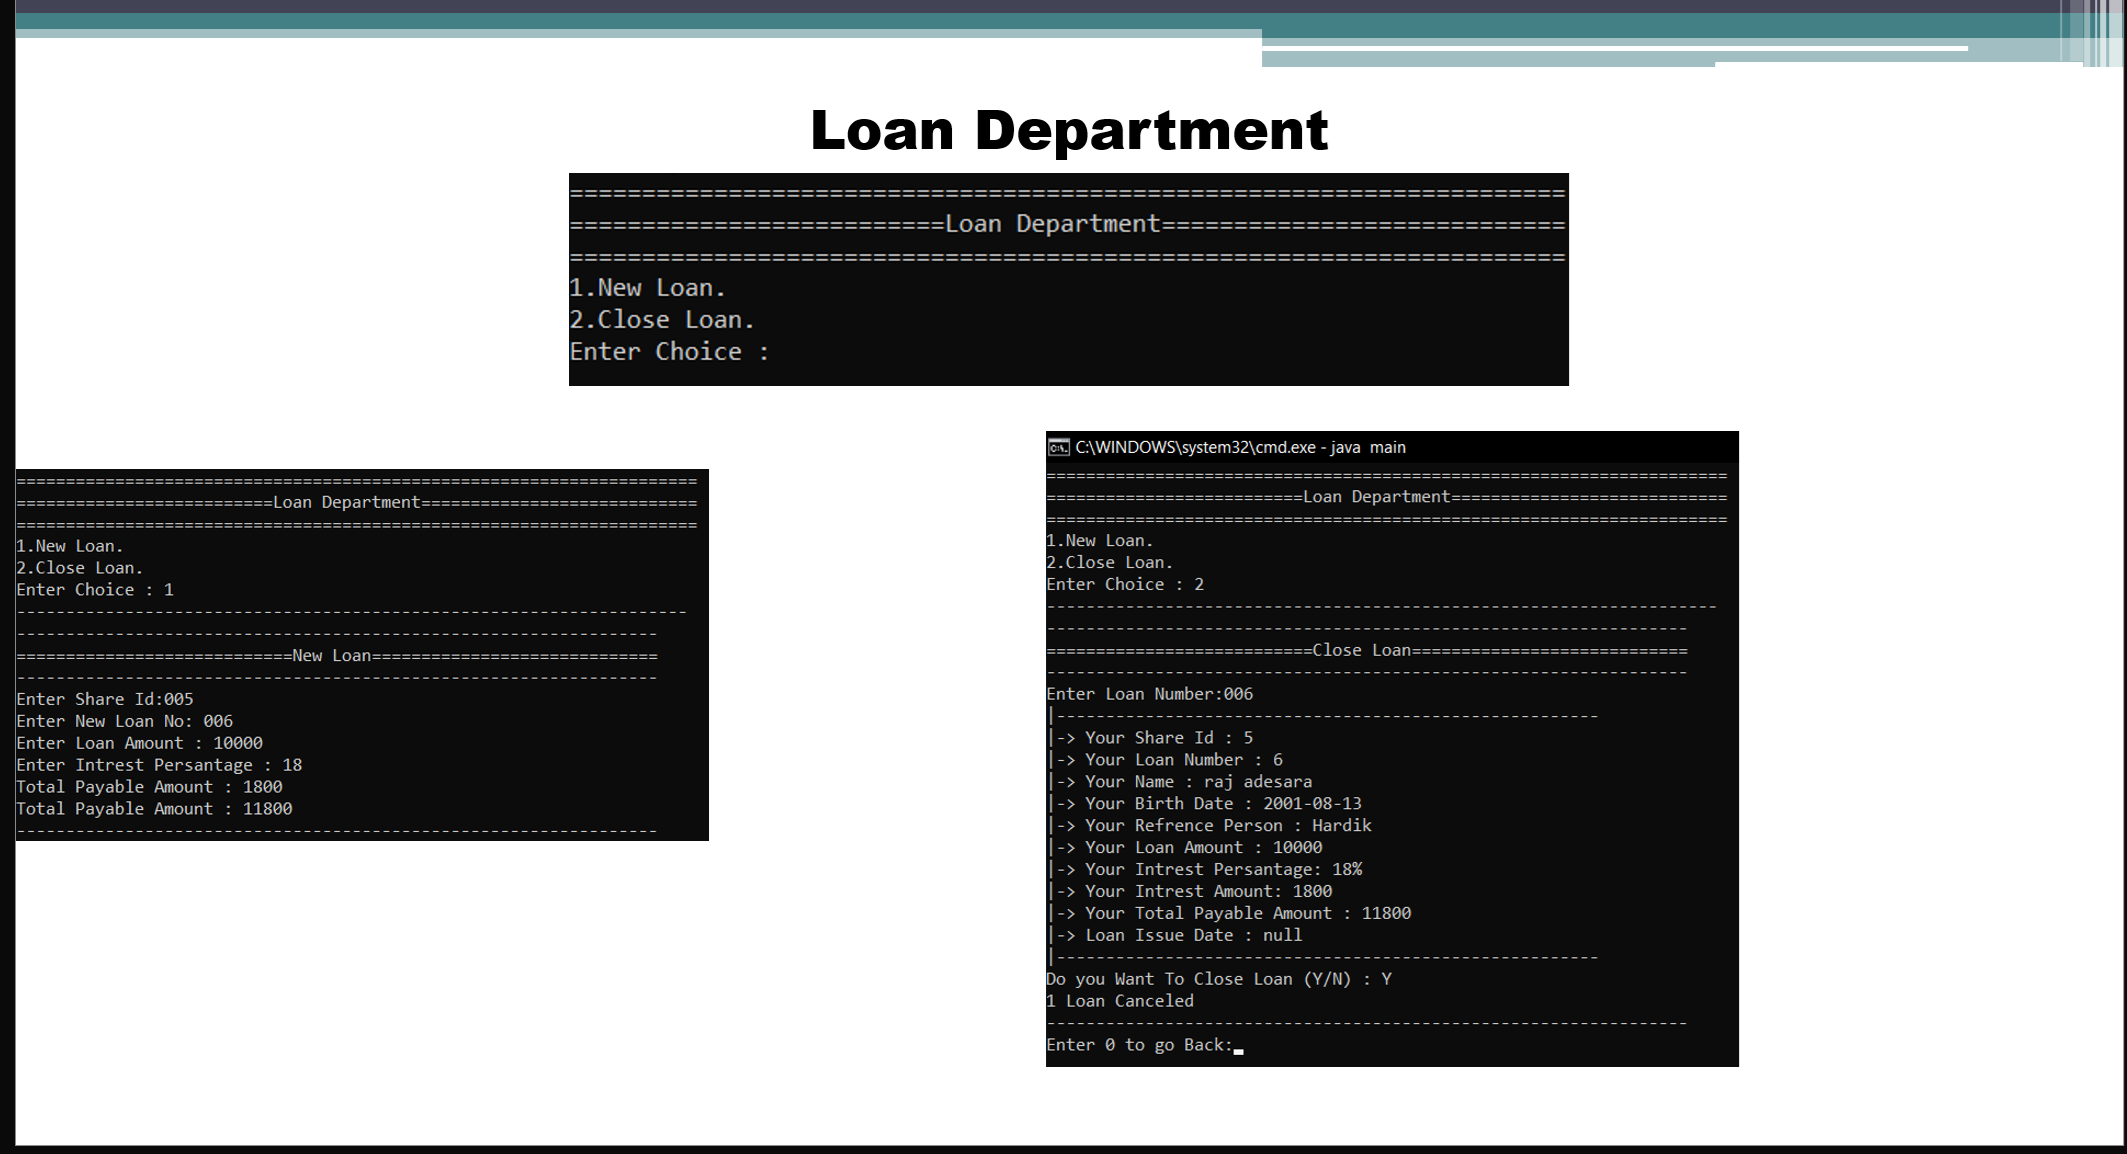 Loan Department
=====================================================================
==========================Loan Department============================
=====================================================================
1.New Loan.
2.Close Loan.
Enter Choice :
=====================================================================
==========================Loan Department============================
=====================================================================
1.New Loan.
2.Close Loan.
Enter Choice : 1
--------------------------------------------------------------------
-----------------------------------------------------------------
============================New Loan=============================
-----------------------------------------------------------------
Enter Share Id:005
Enter New Loan No: 006
Enter Loan Amount : 10000
Enter Intrest Persantage : 18
Total Payable Amount : 1800
Total Payable Amount : 11800
-----------------------------------------------------------------
C:\WINDOWS\system32\cmd.exe - java  main
=====================================================================
==========================Loan Department============================
=====================================================================
1.New Loan.
2.Close Loan.
Enter Choice : 2
--------------------------------------------------------------------
-----------------------------------------------------------------
===========================Close Loan============================
-----------------------------------------------------------------
Enter Loan Number:006
|-------------------------------------------------------
|-> Your Share Id : 5
|-> Your Loan Number : 6
|-> Your Name : raj adesara
|-> Your Birth Date : 2001-08-13
|-> Your Refrence Person : Hardik
|-> Your Loan Amount : 10000
|-> Your Intrest Persantage: 18%
|-> Your Intrest Amount: 1800
|-> Your Total Payable Amount : 11800
|-> Loan Issue Date : null
|-------------------------------------------------------
Do you Want To Close Loan (Y/N) : Y
1 Loan Canceled
-----------------------------------------------------------------
Enter 0 to go Back: